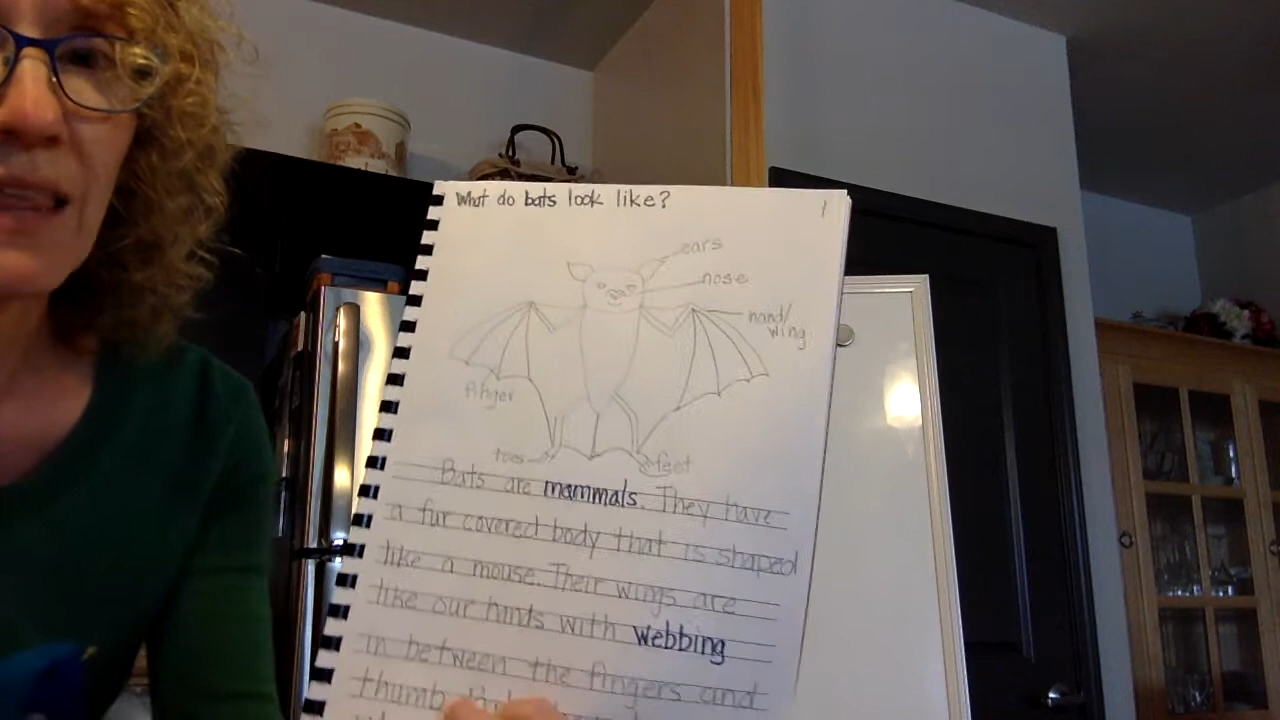 What do bats look like?
1
ears
nose
hand/
wing
finger
toes
feet
Bats are mammals. They have
a fur covered body that is shaped
like a mouse. Their wings are
like our hands with webbing
in between the fingers and
thumb